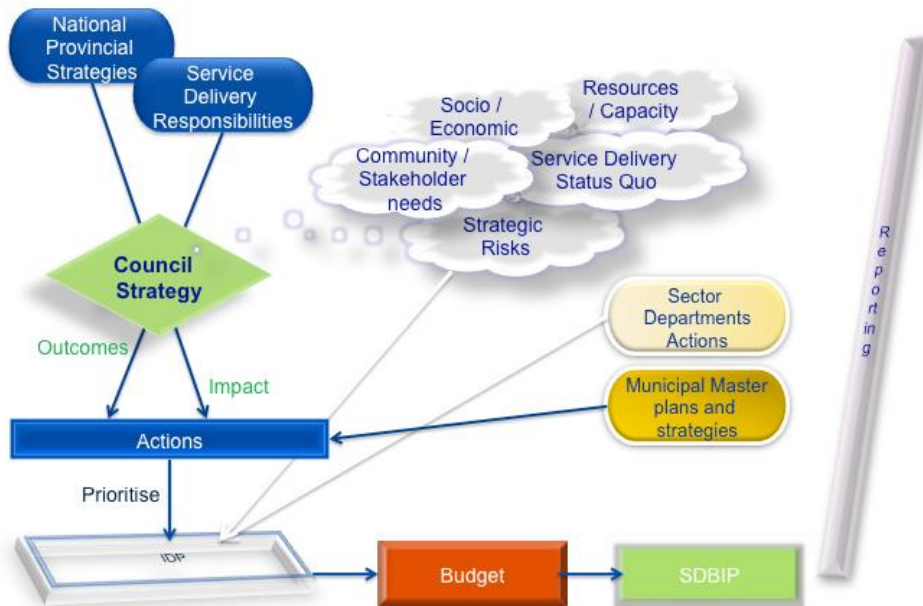 National
Provincial
Strategies
Service
Delivery
Responsibilities
Socio /
Economic
Resources
/ Capacity
Community /
Stakeholder
needs
Service Delivery
Status Quo
Strategic
Risks
Council
Strategy
Sector
Departments
Actions
Outcomes
Impact
Municipal Master
plans and
strategies
Actions
Prioritise
IDP
Budget
SDBIP
Reporting